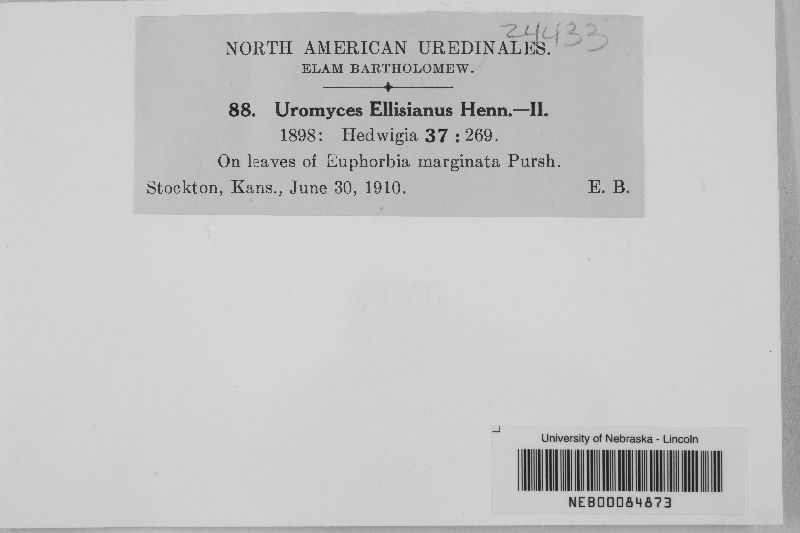 24433
NORTH AMERICAN UREDINALES.
ELAM BARTHOLOMEW.
88. Uromyces Ellisianus Henn.—II.
1898: Hedwigia 37 : 269.
On leaves of Euphorbia marginata Pursh.
Stockton, Kans., June 30, 1910. E. B.
University of Nebraska - Lincoln
NEB00084873